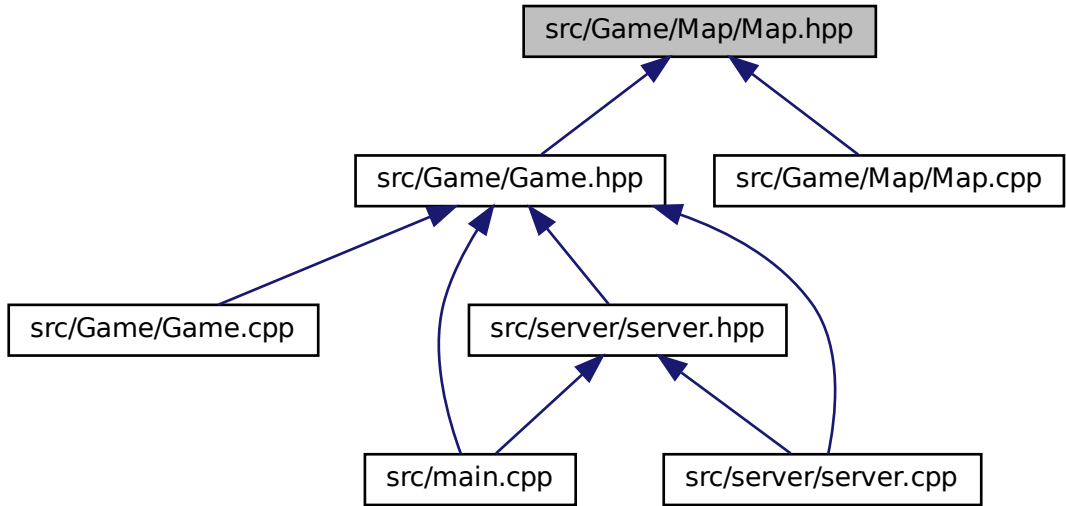 src/Game/Map/Map.hpp
src/Game/Game.hpp
src/Game/Map/Map.cpp
src/Game/Game.cpp
src/server/server.hpp
src/main.cpp
src/server/server.cpp